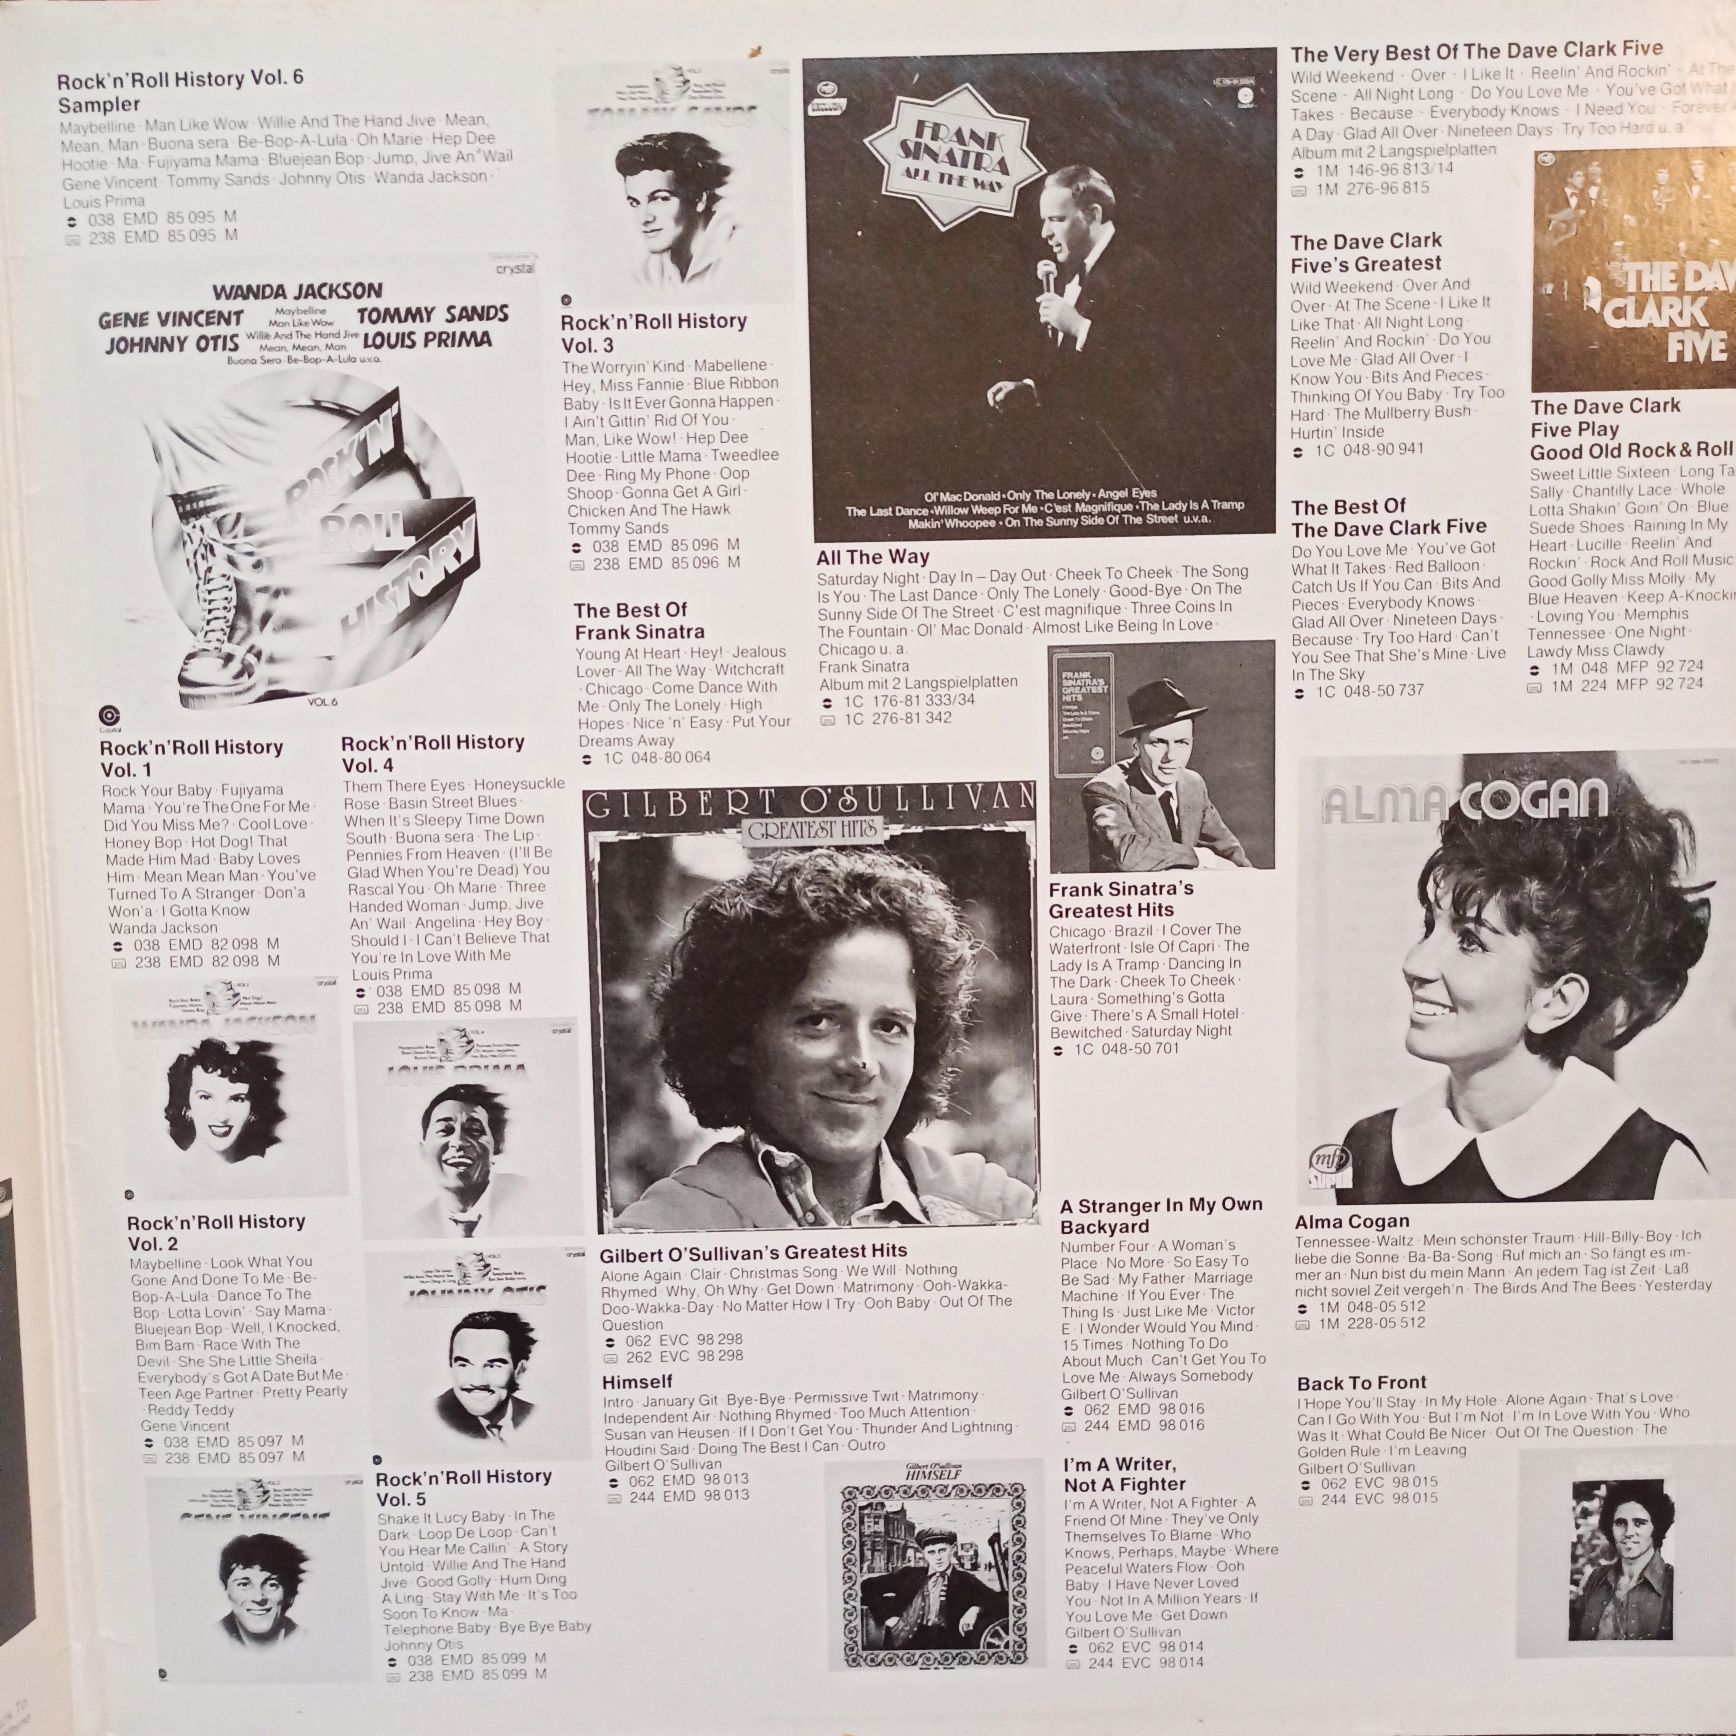 Rock'n'Roll History Vol. 6
Sampler
Maybelline · Man Like Wow · Willie And The Hand Jive · Mean,
Mean, Man · Buona sera · Be-Bop-A-Lula · Oh Marie · Hep Dee
Hootie · Ma · Fujiyama Mama · Bluejean Bop · Jump, Jive An' Wail
Gene Vincent · Tommy Sands · Johnny Otis · Wanda Jackson ·
Louis Prima
038 EMD 85 095 M
238 EMD 85 095 M
crystal
WANDA JACKSON
GENE VINCENT Maybelline Man Like Wow TOMMY SANDS
JOHNNY OTIS Willie And The Hand Jive Mean, Mean, Man LOUIS PRIMA
Buona Sera · Be-Bop-A-Lula u.v.a.
ROCK'N'
ROLL
HISTORY
VOL.6
Capitol
Rock'n'Roll History
Vol. 1
Rock Your Baby · Fujiyama
Mama · You're The One For Me ·
Did You Miss Me? · Cool Love ·
Honey Bop · Hot Dog! That
Made Him Mad · Baby Loves
Him · Mean Mean Man · You've
Turned To A Stranger · Don'a
Won'a · I Gotta Know
Wanda Jackson
038 EMD 82 098 M
238 EMD 82 098 M
WANDA JACKSON
Rock'n'Roll History
Vol. 2
Maybelline · Look What You
Gone And Done To Me · Be-
Bop-A-Lula · Dance To The
Bop · Lotta Lovin' · Say Mama ·
Bluejean Bop · Well, I Knocked,
Bim Bam · Race With The
Devil · She She Little Sheila ·
Everybody's Got A Date But Me ·
Teen Age Partner · Pretty Pearly
· Reddy Teddy
Gene Vincent
038 EMD 85 097 M
238 EMD 85 097 M
GENE VINCENT
Rock'n'Roll History
Vol. 4
Them There Eyes · Honeysuckle
Rose · Basin Street Blues ·
When It's Sleepy Time Down
South · Buona sera · The Lip ·
Pennies From Heaven · (I'll Be
Glad When You're Dead) You
Rascal You · Oh Marie · Three
Handed Woman · Jump, Jive
An' Wail · Angelina · Hey Boy ·
Should I · I Can't Believe That
You're In Love With Me
Louis Prima
038 EMD 85 098 M
238 EMD 85 098 M
LOUIS PRIMA
JOHNNY OTIS
Rock'n'Roll History
Vol. 5
Shake It Lucy Baby · In The
Dark · Loop De Loop · Can't
You Hear Me Callin' · A Story
Untold · Willie And The Hand
Jive · Good Golly · Hum Ding
A Ling · Stay With Me · It's Too
Soon To Know · Ma ·
Telephone Baby · Bye Bye Baby
Johnny Otis
038 EMD 85 099 M
238 EMD 85 099 M
TOMMY SANDS
Rock'n'Roll History
Vol. 3
The Worryin' Kind · Mabellene ·
Hey, Miss Fannie · Blue Ribbon
Baby · Is It Ever Gonna Happen ·
I Ain't Gittin' Rid Of You ·
Man, Like Wow! · Hep Dee
Hootie · Little Mama · Tweedlee
Dee · Ring My Phone · Oop
Shoop · Gonna Get A Girl ·
Chicken And The Hawk
Tommy Sands
038 EMD 85 096 M
238 EMD 85 096 M
The Best Of
Frank Sinatra
Young At Heart · Hey! · Jealous
Lover · All The Way · Witchcraft
· Chicago · Come Dance With
Me · Only The Lonely · High
Hopes · Nice 'n' Easy · Put Your
Dreams Away
1C 048-80 064
FRANK
SINATRA
ALL THE WAY
Ol' Mac Donald • Only The Lonely • Angel Eyes
The Last Dance • Willow Weep For Me • C'est Magnifique • The Lady Is A Tramp
Makin' Whoopee • On The Sunny Side Of The Street u.v.a.
All The Way
Saturday Night · Day In – Day Out · Cheek To Cheek · The Song
Is You · The Last Dance · Only The Lonely · Good-Bye · On The
Sunny Side Of The Street · C'est magnifique · Three Coins In
The Fountain · Ol' Mac Donald · Almost Like Being In Love ·
Chicago u. a.
Frank Sinatra
Album mit 2 Langspielplatten
1C 176-81 333/34
1C 276-81 342
FRANK
SINATRA'S
GREATEST
HITS
Frank Sinatra's
Greatest Hits
Chicago · Brazil · I Cover The
Waterfront · Isle Of Capri · The
Lady Is A Tramp · Dancing In
The Dark · Cheek To Cheek ·
Laura · Something's Gotta
Give · There's A Small Hotel ·
Bewitched · Saturday Night
1C 048-50 701
GILBERT O'SULLIVAN
GREATEST HITS
Gilbert O'Sullivan's Greatest Hits
Alone Again · Clair · Christmas Song · We Will · Nothing
Rhymed · Why, Oh Why · Get Down · Matrimony · Ooh-Wakka-
Doo-Wakka-Day · No Matter How I Try · Ooh Baby · Out Of The
Question
062 EVC 98 298
262 EVC 98 298
Himself
Intro · January Git · Bye-Bye · Permissive Twit · Matrimony ·
Independent Air · Nothing Rhymed · Too Much Attention ·
Susan van Heusen · If I Don't Get You · Thunder And Lightning ·
Houdini Said · Doing The Best I Can · Outro
Gilbert O'Sullivan
062 EMD 98 013
244 EMD 98 013
Gilbert O'Sullivan
HIMSELF
A Stranger In My Own
Backyard
Number Four · A Woman's
Place · No More · So Easy To
Be Sad · My Father · Marriage
Machine · If You Ever · The
Thing Is · Just Like Me · Victor
E · I Wonder Would You Mind ·
15 Times · Nothing To Do
About Much · Can't Get You To
Love Me · Always Somebody
Gilbert O'Sullivan
062 EMD 98 016
244 EMD 98 016
I'm A Writer,
Not A Fighter
I'm A Writer, Not A Fighter · A
Friend Of Mine · They've Only
Themselves To Blame · Who
Knows, Perhaps, Maybe · Where
Peaceful Waters Flow · Ooh
Baby · I Have Never Loved
You · Not In A Million Years · If
You Love Me · Get Down
Gilbert O'Sullivan
062 EVC 98 014
244 EVC 98 014
The Very Best Of The Dave Clark Five
Wild Weekend · Over · I Like It · Reelin' And Rockin' · At The
Scene · All Night Long · Do You Love Me · You've Got What
Takes · Because · Everybody Knows · I Need You · Forever
A Day · Glad All Over · Nineteen Days · Try Too Hard u. a.
Album mit 2 Langspielplatten
1M 146-96 813/14
1M 276-96 815
The Dave Clark
Five's Greatest
Wild Weekend · Over And
Over · At The Scene · I Like It
Like That · All Night Long ·
Reelin' And Rockin' · Do You
Love Me · Glad All Over · I
Know You · Bits And Pieces ·
Thinking Of You Baby · Try Too
Hard · The Mullberry Bush ·
Hurtin' Inside
1C 048-90 941
The Best Of
The Dave Clark Five
Do You Love Me · You've Got
What It Takes · Red Balloon ·
Catch Us If You Can · Bits And
Pieces · Everybody Knows ·
Glad All Over · Nineteen Days ·
Because · Try Too Hard · Can't
You See That She's Mine · Live
In The Sky
1C 048-50 737
THE DAV
CLARK
FIVE
The Dave Clark
Five Play
Good Old Rock & Roll
Sweet Little Sixteen · Long Ta
Sally · Chantilly Lace · Whole
Lotta Shakin' Goin' On · Blue
Suede Shoes · Raining In My
Heart · Lucille · Reelin' And
Rockin' · Rock And Roll Music
Good Golly Miss Molly · My
Blue Heaven · Keep A-Knockin
· Loving You · Memphis
Tennessee · One Night ·
Lawdy Miss Clawdy
1M 048 MFP 92 724
1M 224 MFP 92 724
ALMA COGAN
mfp
SUPER
Alma Cogan
Tennessee-Waltz · Mein schönster Traum · Hill-Billy-Boy · Ich
liebe die Sonne · Ba-Ba-Song · Ruf mich an · So fängt es im-
mer an · Nun bist du mein Mann · An jedem Tag ist Zeit · Laß
nicht soviel Zeit vergeh'n · The Birds And The Bees · Yesterday
1M 048-05 512
1M 228-05 512
Back To Front
I Hope You'll Stay · In My Hole · Alone Again · That's Love ·
Can I Go With You · But I'm Not · I'm In Love With You · Who
Was It · What Could Be Nicer · Out Of The Question · The
Golden Rule · I'm Leaving
Gilbert O'Sullivan
062 EVC 98 015
244 EVC 98 015